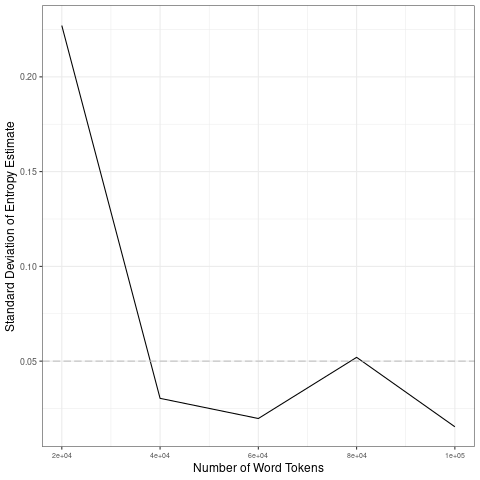 Standard Deviation of Entropy Estimate
0.20
0.15
0.10
0.05
2e+04 4e+04 6e+04 8e+04 1e+05
Number of Word Tokens